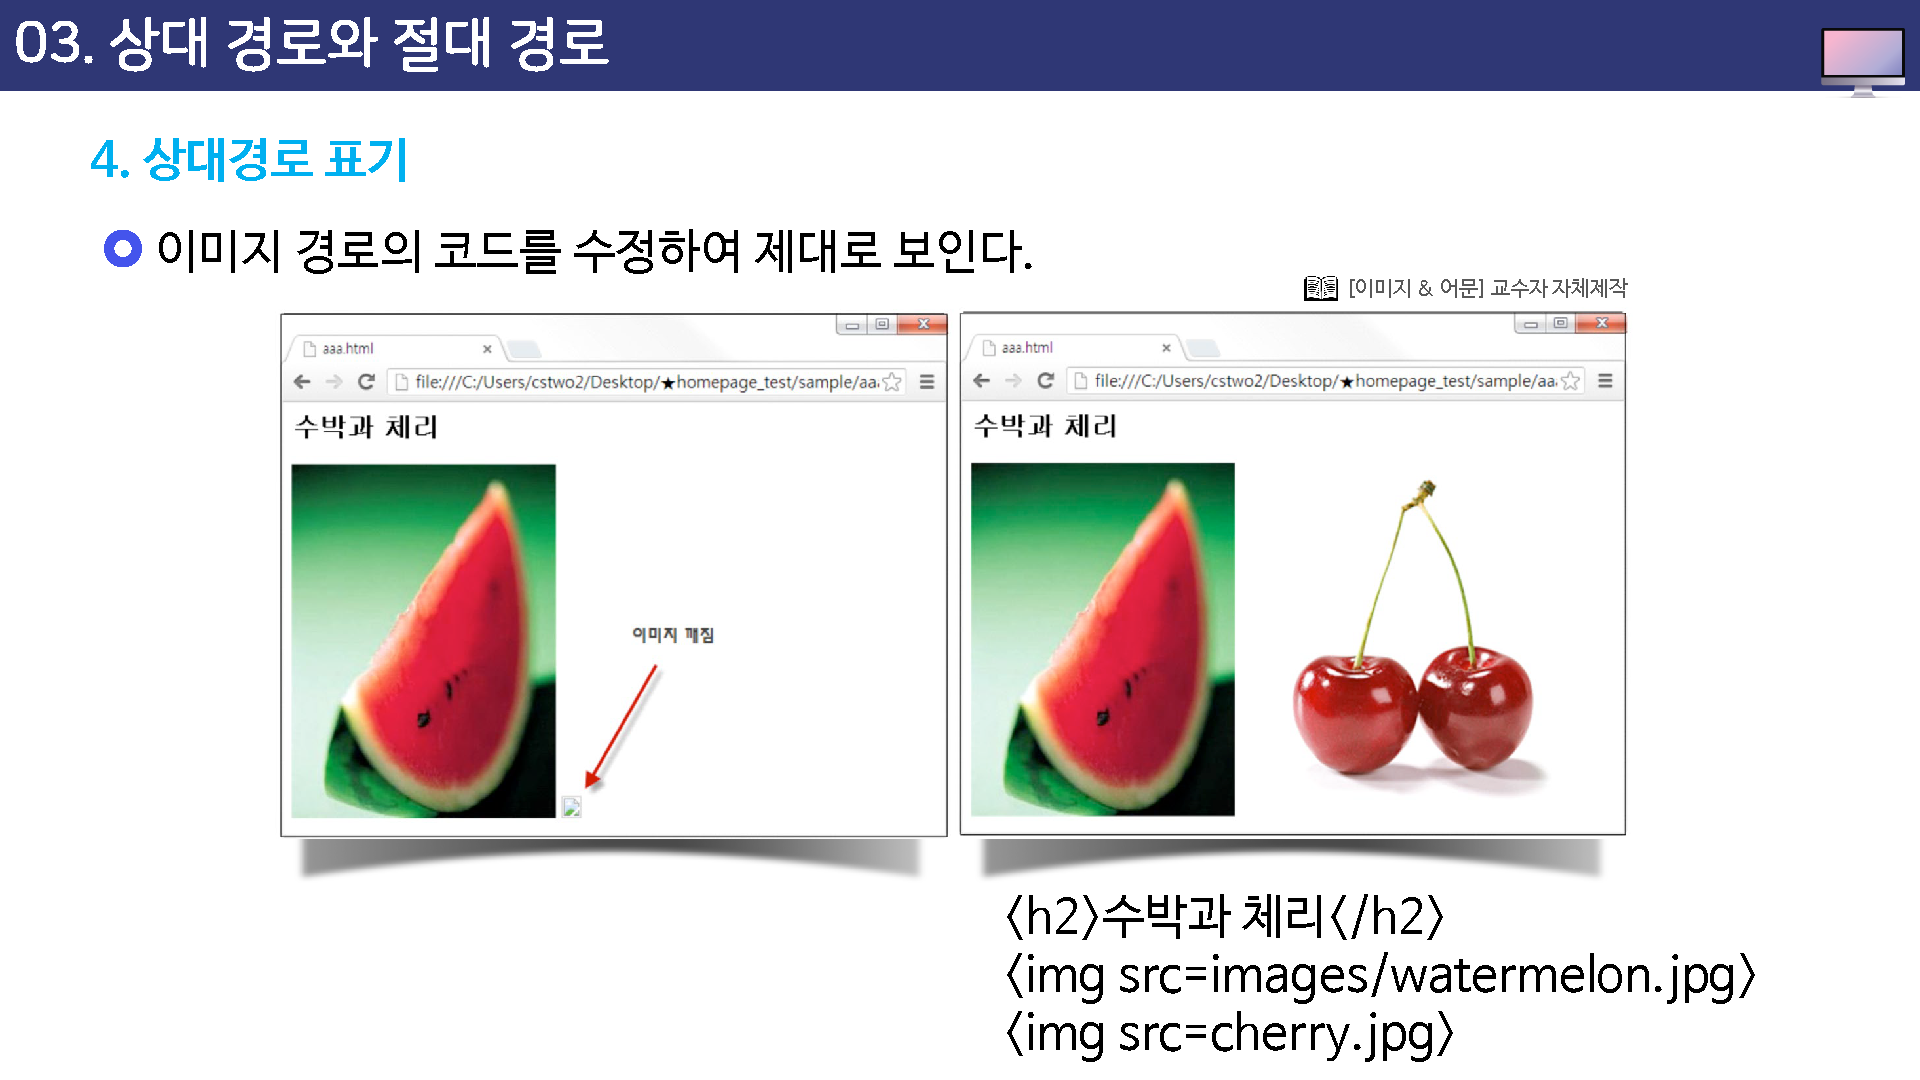 03. 상대 경로와 절대 경로
4. 상대경로 표기
이미지 경로의 코드를 수정하여 제대로 보인다.
[이미지 & 어문] 교수자 자체제작
aaa.html
file:///C:/Users/cstwo2/Desktop/★homepage_test/sample/aa
수박과 체리
이미지 깨짐
aaa.html
file:///C:/Users/cstwo2/Desktop/★homepage_test/sample/aa
수박과 체리
<h2>수박과 체리</h2>
<img src=images/watermelon.jpg>
<img src=cherry.jpg>